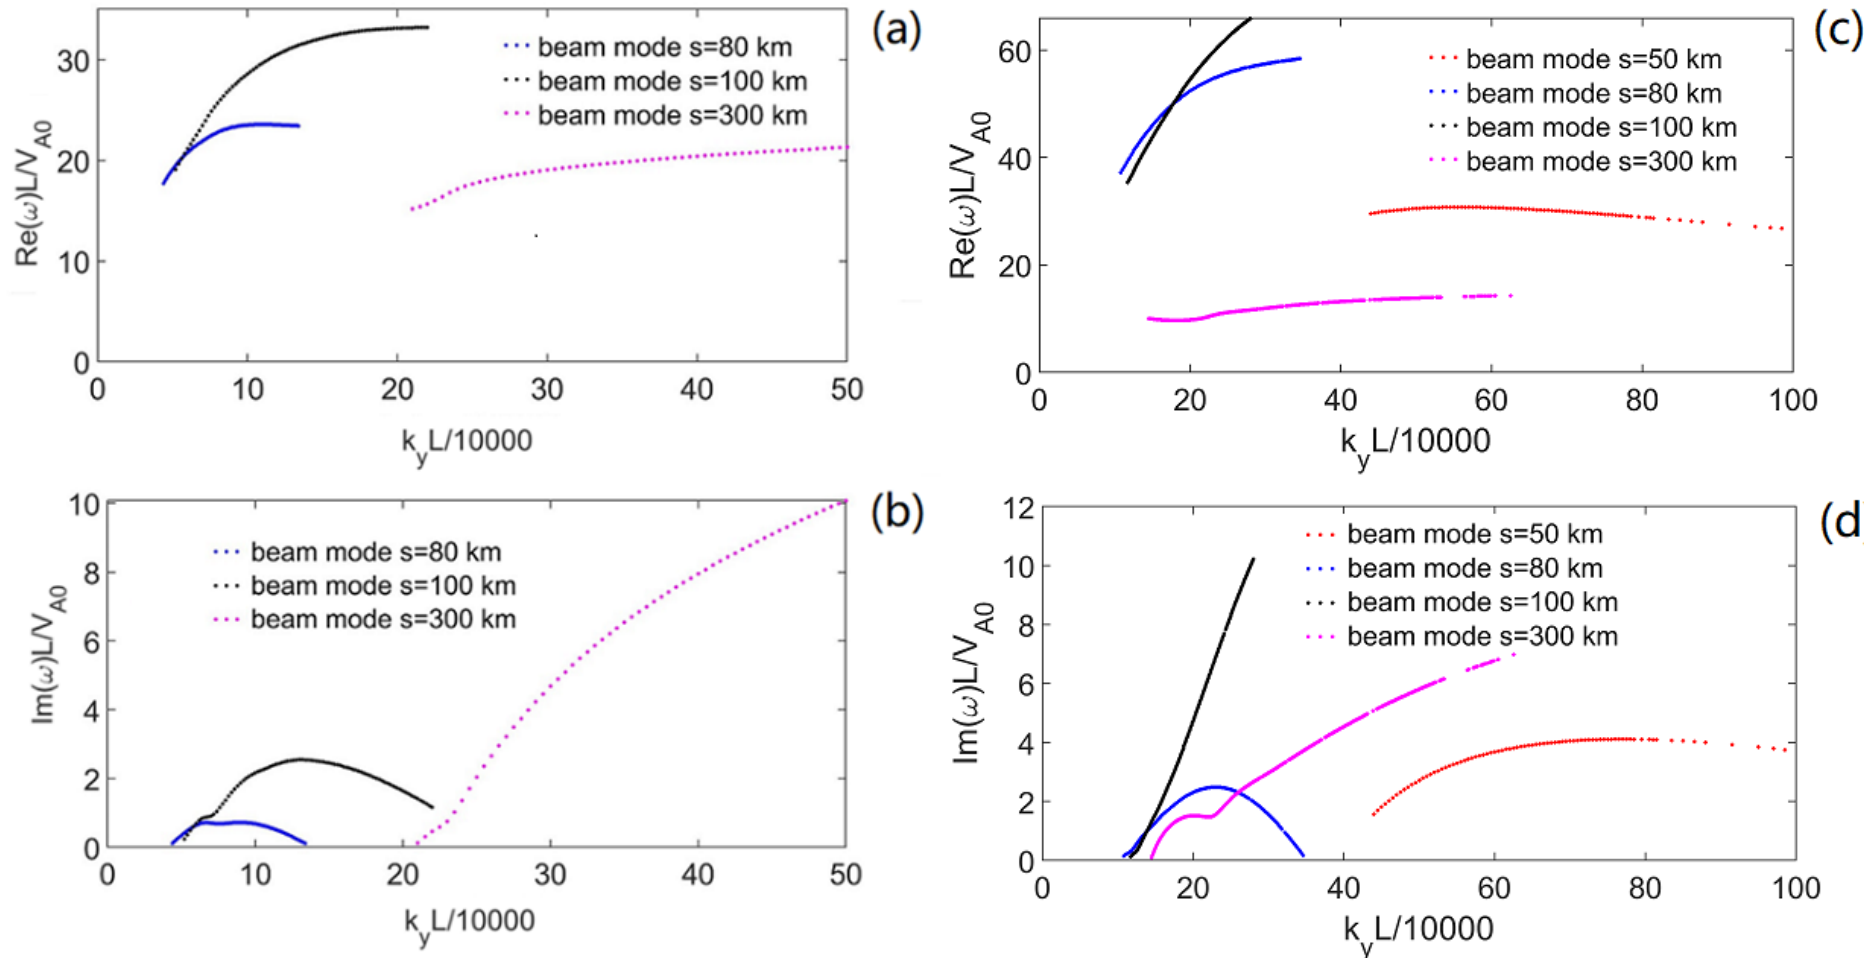 (a)
30
20
10
0
Re(ω)L/V_A0
beam mode s=80 km
beam mode s=100 km
beam mode s=300 km
0 10 20 30 40 50
k_yL/10000
(c)
60
40
20
0
Re(ω)L/V_A0
beam mode s=50 km
beam mode s=80 km
beam mode s=100 km
beam mode s=300 km
0 20 40 60 80 100
k_yL/10000
(b)
10
8
6
4
2
0
Im(ω)L/V_A0
beam mode s=80 km
beam mode s=100 km
beam mode s=300 km
0 10 20 30 40 50
k_yL/10000
(d)
12
10
8
6
4
2
0
Im(ω)L/V_A0
beam mode s=50 km
beam mode s=80 km
beam mode s=100 km
beam mode s=300 km
0 20 40 60 80 100
k_yL/10000